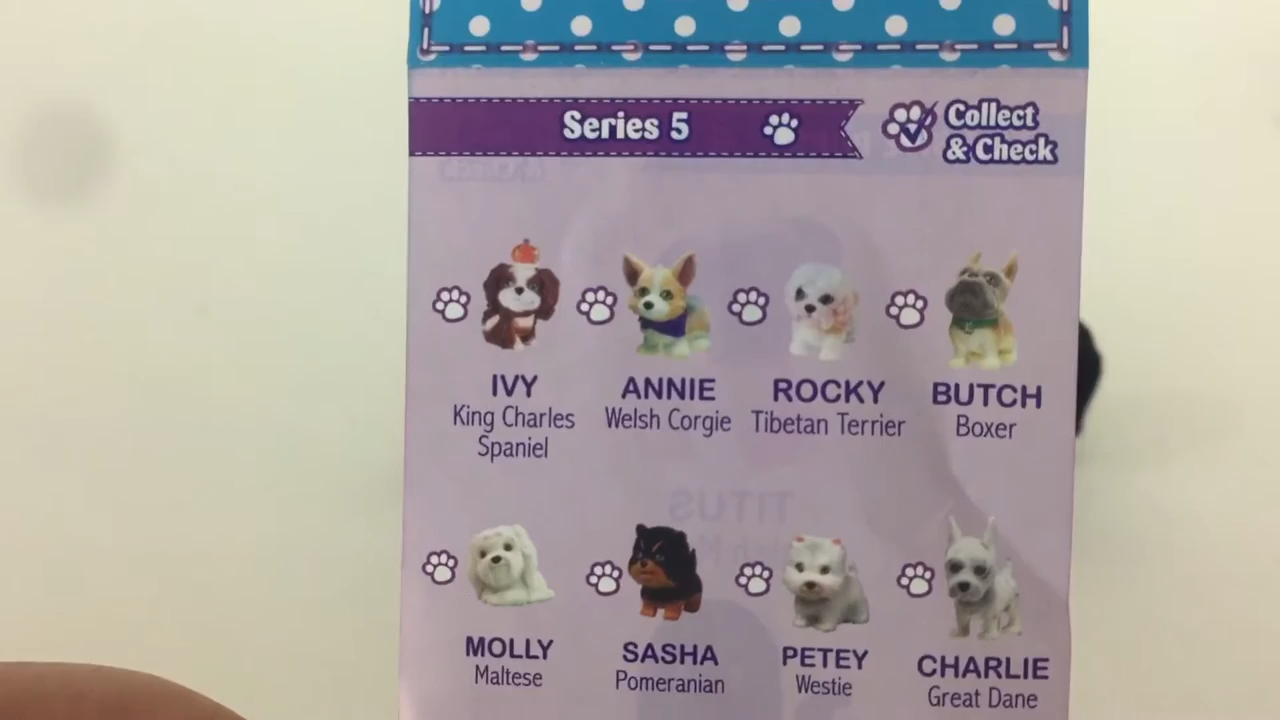 Series 5
Collect
& Check
IVY
King Charles
Spaniel
ANNIE
Welsh Corgie
ROCKY
Tibetan Terrier
BUTCH
Boxer
TITUS
MOLLY
Maltese
SASHA
Pomeranian
PETEY
Westie
CHARLIE
Great Dane